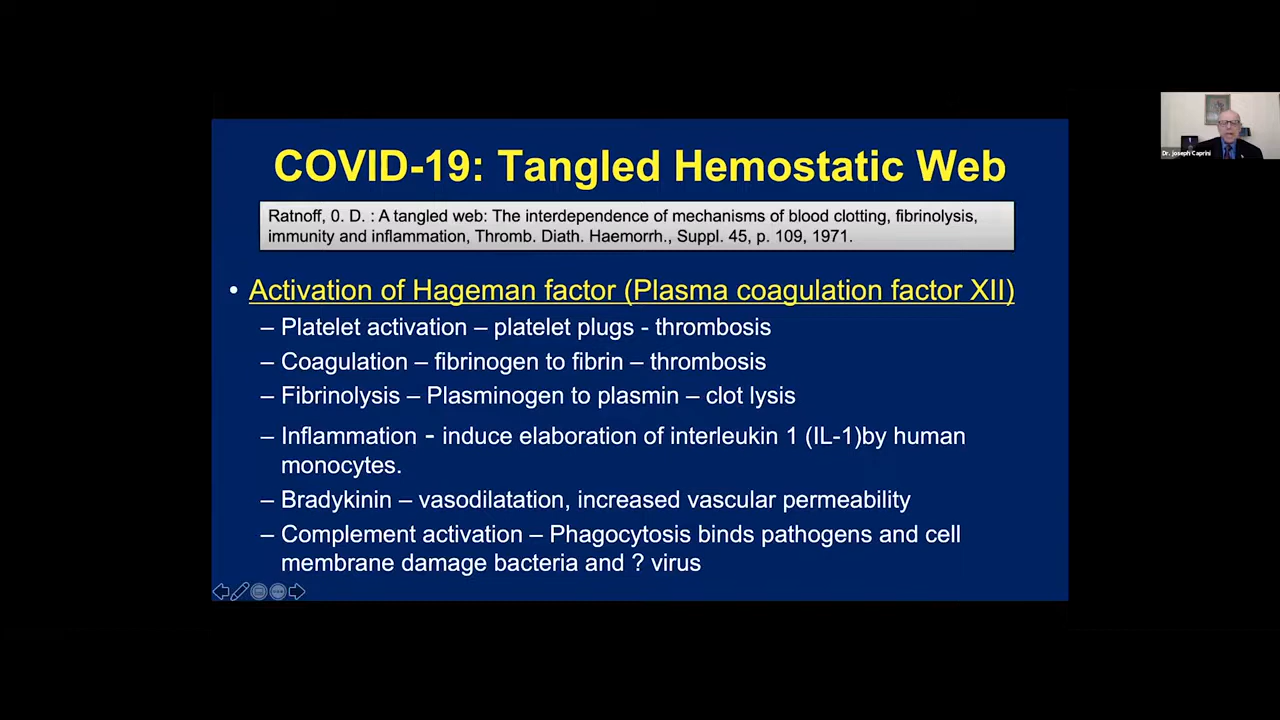 COVID-19: Tangled Hemostatic Web
Ratnoff, 0. D. : A tangled web: The interdependence of mechanisms of blood clotting, fibrinolysis,
immunity and inflammation, Thromb. Diath. Haemorrh., Suppl. 45, p. 109, 1971.
• Activation of Hageman factor (Plasma coagulation factor XII)
– Platelet activation – platelet plugs - thrombosis
– Coagulation – fibrinogen to fibrin – thrombosis
– Fibrinolysis – Plasminogen to plasmin – clot lysis
– Inflammation - induce elaboration of interleukin 1 (IL-1)by human
monocytes.
– Bradykinin – vasodilatation, increased vascular permeability
– Complement activation – Phagocytosis binds pathogens and cell
membrane damage bacteria and ? virus
Dr. joseph Caprini